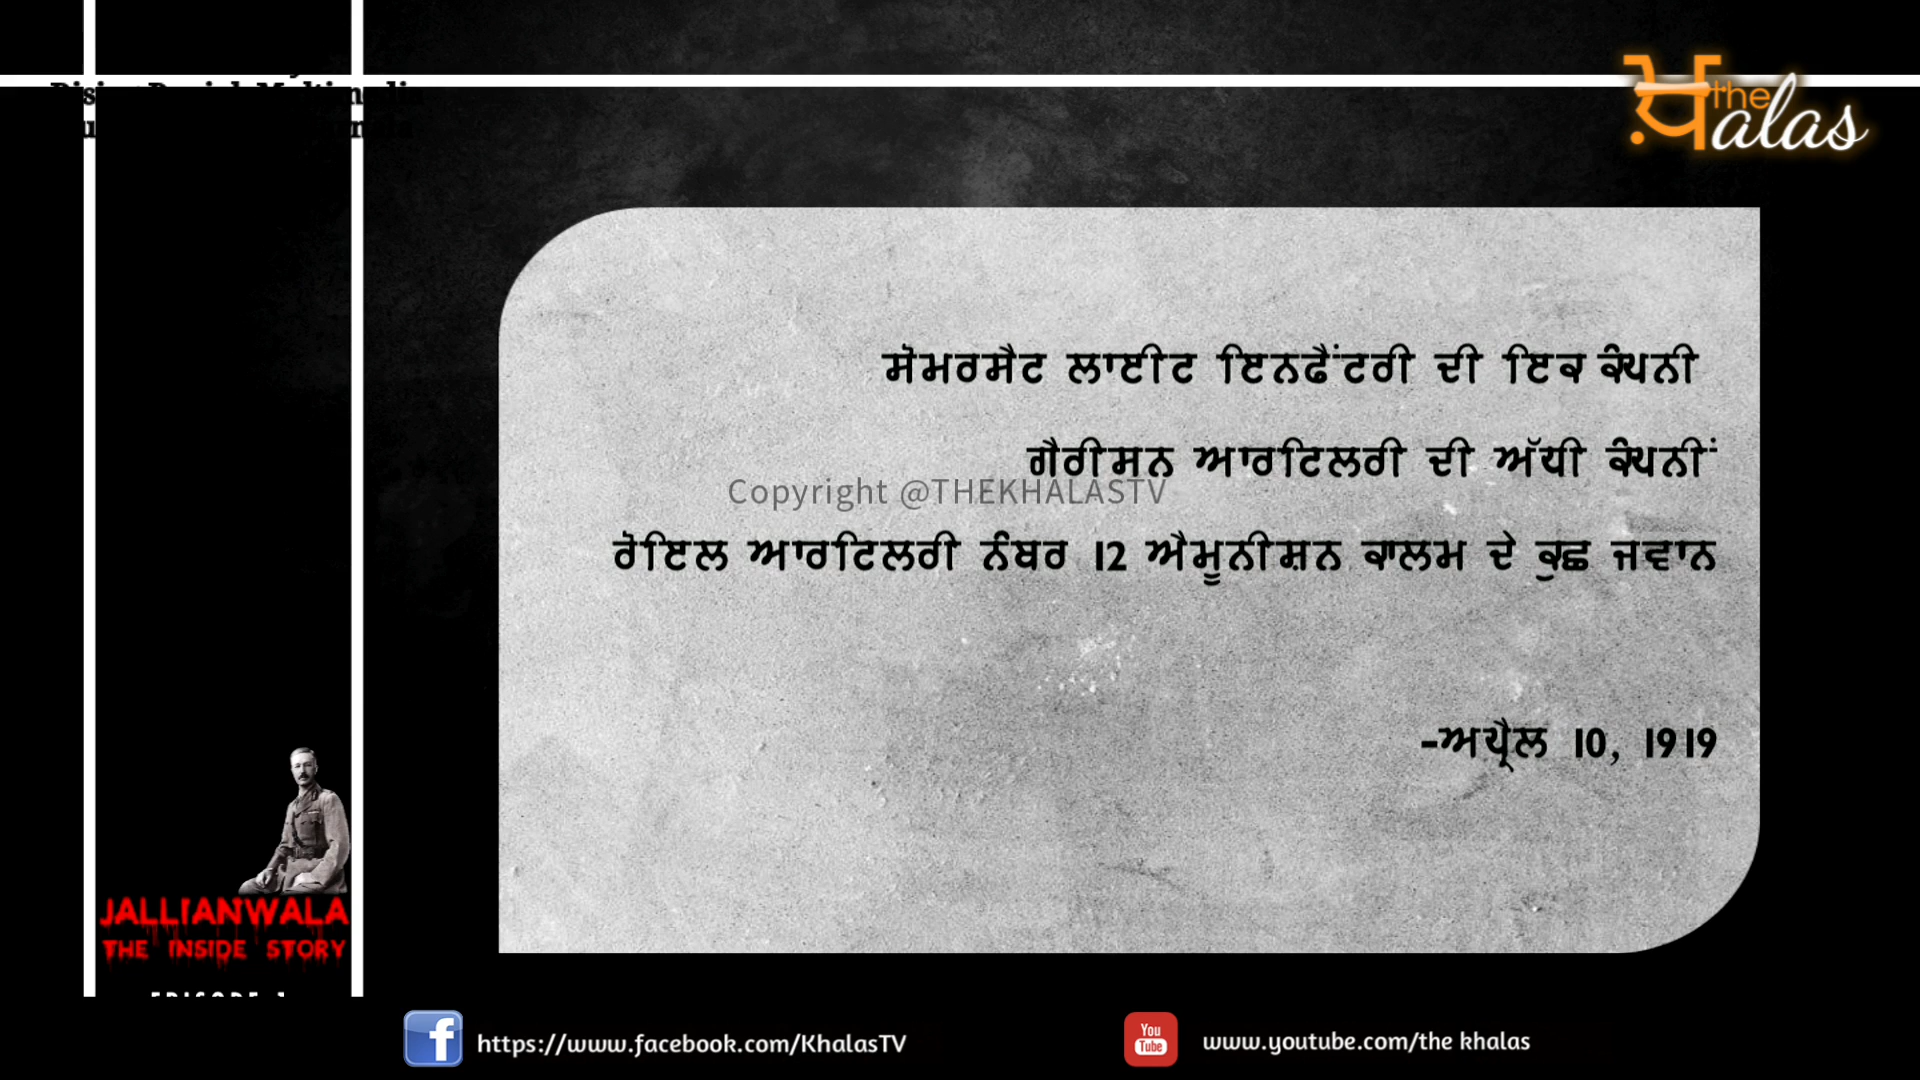 the
ਖ਼alas
ਸੋਮਰਸੈਟ ਲਾਈਟ ਇਨਫੈਂਟਰੀ ਦੀ ਇਕ ਕੰਪਨੀ
ਗੈਰੀਸਨ ਆਰਟਿਲਰੀ ਦੀ ਅੱਧੀ ਕੰਪਨੀਂ
Copyright @THEKHALASTV
ਰੋਇਲ ਆਰਟਿਲਰੀ ਨੰਬਰ 12 ਐਮੂਨੀਸ਼ਨ ਕਾਲਮ ਦੇ ਕੁਛ ਜਵਾਨ
-ਅਪ੍ਰੈਲ 10, 1919
JALLIANWALA
THE INSIDE STORY
https://www.facebook.com/KhalasTV
You
Tube
www.youtube.com/the khalas